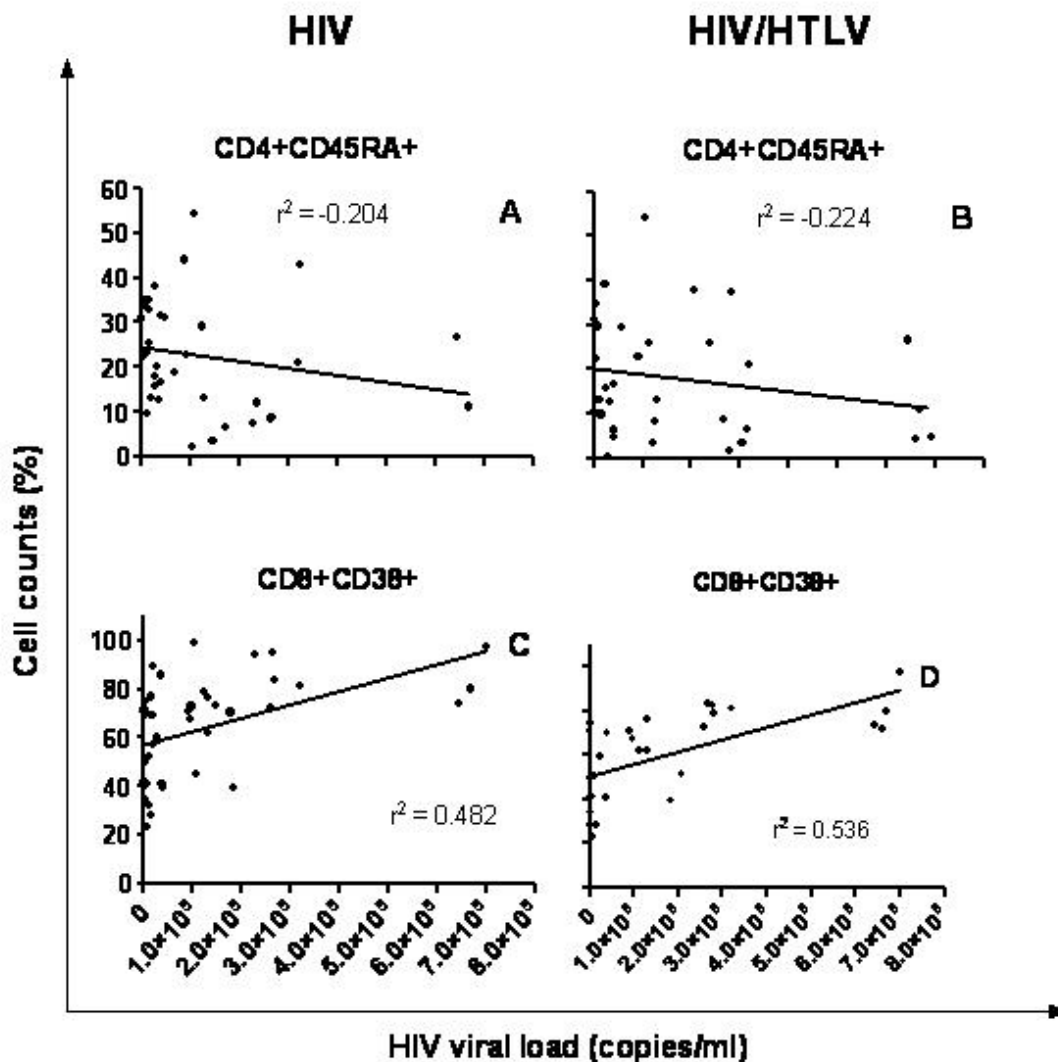 HIV
HIV/HTLV
CD4+CD45RA+
CD4+CD45RA+
r² = -0.204
A
r² = -0.224
B
60
50
40
30
20
10
0
CD8+CD38+
CD8+CD38+
C
D
r² = 0.482
r² = 0.536
100
80
60
40
20
0
0
1.0×10⁵
2.0×10⁵
3.0×10⁵
4.0×10⁵
5.0×10⁵
6.0×10⁵
7.0×10⁵
8.0×10⁵
0
1.0×10⁵
2.0×10⁵
3.0×10⁵
4.0×10⁵
5.0×10⁵
6.0×10⁵
7.0×10⁵
8.0×10⁵
Cell counts (%)
HIV viral load (copies/ml)